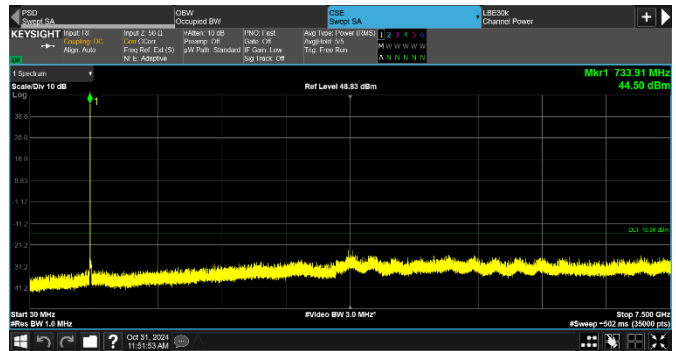 PSD
Swept SA
OBW
Occupied BW
CSE
Swept SA
LBE30k
Channel Power
KEYSIGHT
Input: RF
Coupling: DC
Align: Auto
Input Z: 50 Ω
Corr CCorr
Freq Ref: Ext (S)
NFE: Adaptive
#Atten: 10 dB
Preamp: Off
µW Path: Standard
PNO: Fast
Gate: Off
IF Gain: Low
Sig Track: Off
Avg Type: Power (RMS)
Avg|Hold: 5/5
Trig: Free Run
1 2 3 4 5 6
M W W W W W
A N N N N N
1 Spectrum
Mkr1 733.91 MHz
Scale/Div 10 dB
Ref Level 48.83 dBm
44.50 dBm
Log
1
38.8
28.8
18.8
8.83
-1.17
-11.2
-21.2
-31.2
-41.2
Start 30 MHz
#Video BW 3.0 MHz*
Stop 7.500 GHz
#Res BW 1.0 MHz
#Sweep ~502 ms (35000 pts)
?
Oct 31, 2024
11:51:53 AM